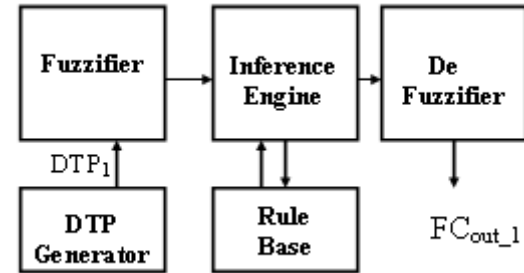 Fuzzifier
Inference
Engine
De
Fuzzifier
DTP₁
DTP
Generator
Rule
Base
FCout_1